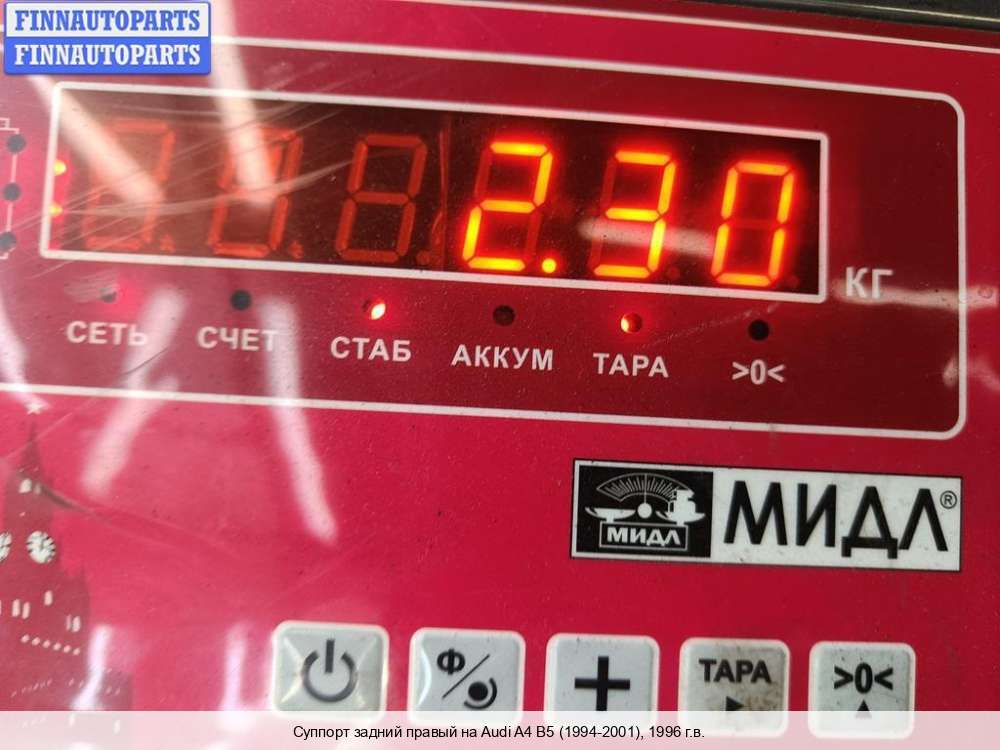 FINNAUTOPARTS
FINNAUTOPARTS
2.30
КГ
СЕТЬ СЧЕТ СТАБ АККУМ ТАРА >0<
МИДЛ МИДЛ®
Ф ТАРА >0<
Суппорт задний правый на Audi A4 B5 (1994-2001), 1996 г.в.